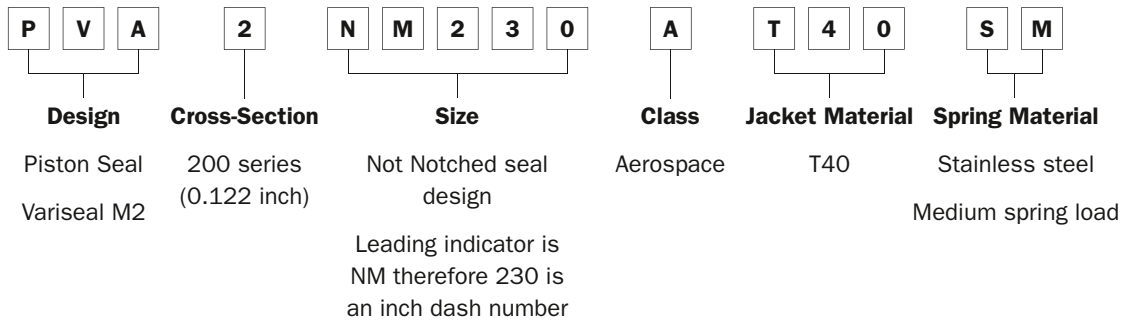 P V A 2 N M 2 3 0 A T 4 0 S M
Design Cross-Section Size Class Jacket Material Spring Material
Piston Seal 200 series Not Notched seal Aerospace T40 Stainless steel
(0.122 inch) design
Variseal M2 Medium spring load
Leading indicator is
NM therefore 230 is
an inch dash number